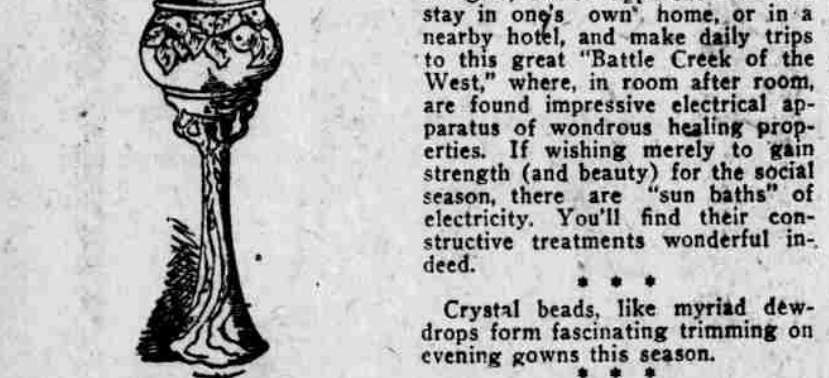 stay in one's own home, or in a
nearby hotel, and make daily trips
to this great "Battle Creek of the
West," where, in room after room,
are found impressive electrical ap-
paratus of wondrous healing prop-
erties. If wishing merely to gain
strength (and beauty) for the social
season, there are "sun baths" of
electricity. You'll find their con-
structive treatments wonderful in-
deed.
* * *
Crystal beads, like myriad dew-
drops form fascinating trimming on
evening gowns this season.
* * *